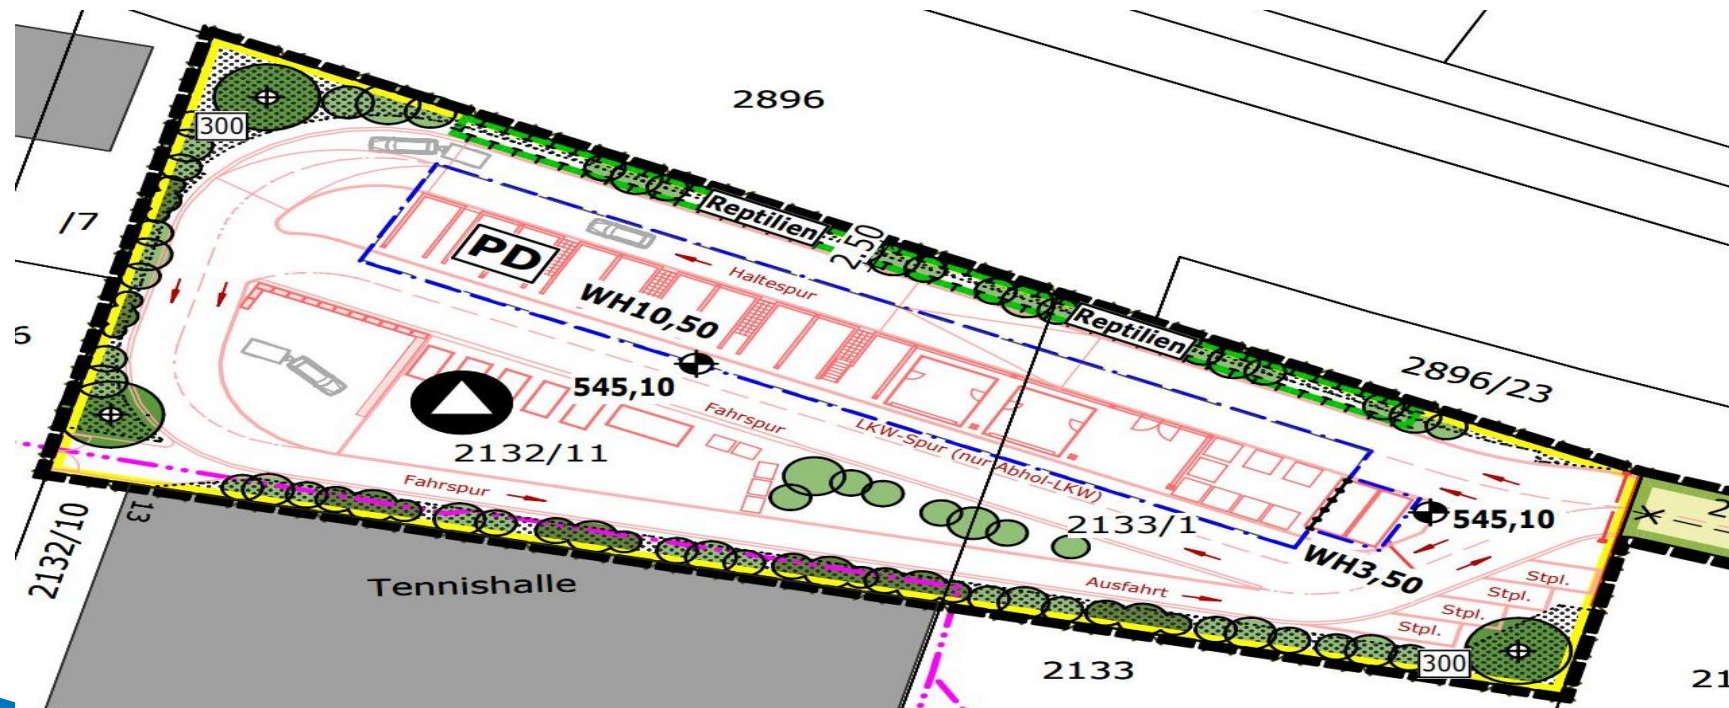 2896
300
/7
Reptilien
2.50
PD
Haltespur
WH10,50
Reptilien
6
545,10
2896/23
Fahrspur
LKW-Spur (nur Abhol-LKW)
2132/11
Fahrspur
2132/10
13
2133/1
545,10
2
WH3,50
Tennishalle
Ausfahrt
Stpl.
Stpl.
Stpl.
Stpl.
300
2133
21